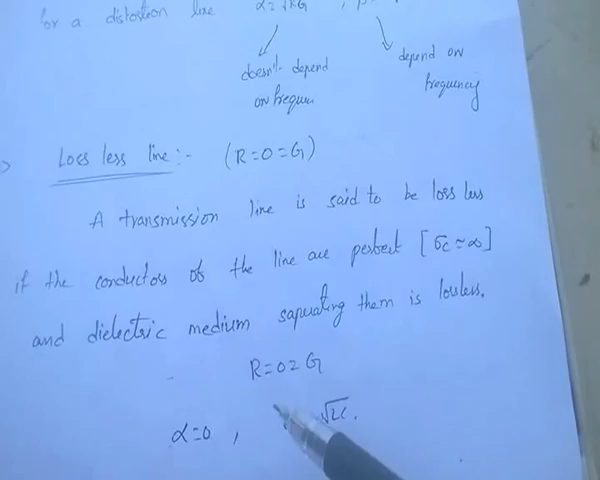 for a distortion line α=√RG , β
doesn't depend
on frequen
depend on
frequency
Loss less line:- (R=0=G)
A transmission line is said to be loss less
if the conductors of the line are perfect [σc≃∞]
and dielectric medium sapurating them is lossless.
R=0=G
α=0 , √LC.